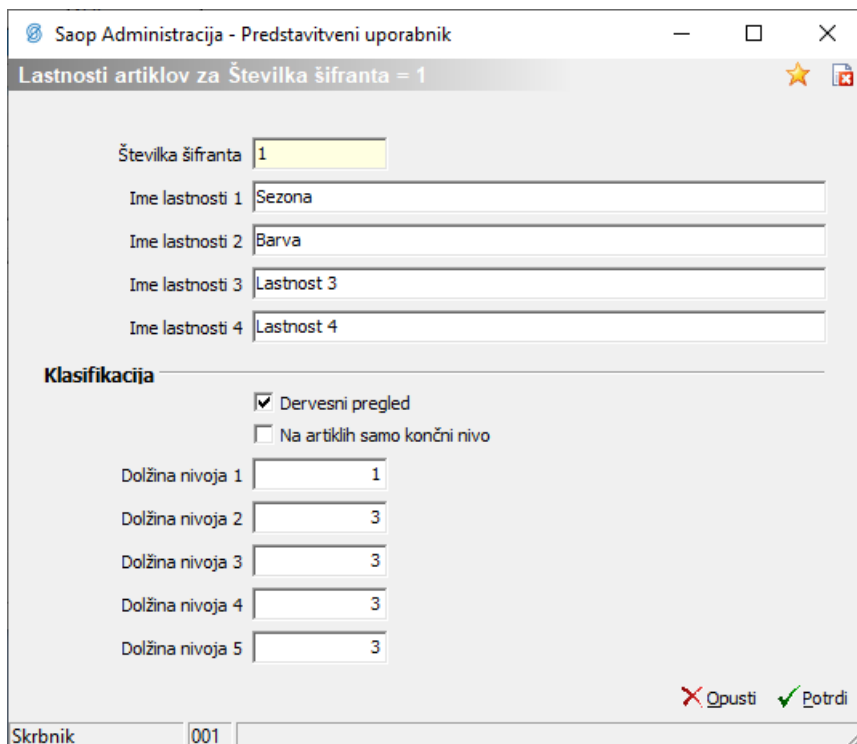 Saop Administracija - Predstavitveni uporabnik
Lastnosti artiklov za Številka šifranta = 1
Številka šifranta 1
Ime lastnosti 1 Sezona
Ime lastnosti 2 Barva
Ime lastnosti 3 Lastnost 3
Ime lastnosti 4 Lastnost 4
Klasifikacija
Dervesni pregled
Na artiklih samo končni nivo
Dolžina nivoja 1 1
Dolžina nivoja 2 3
Dolžina nivoja 3 3
Dolžina nivoja 4 3
Dolžina nivoja 5 3
Opusti Potrdi
Skrbnik 001